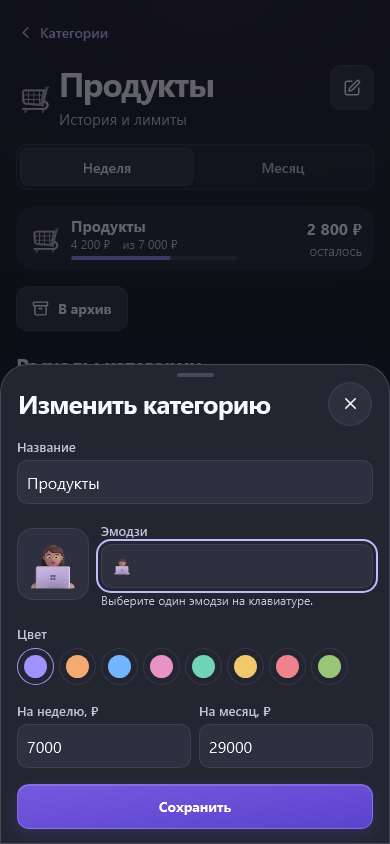 Категории
Продукты
История и лимиты
Неделя
Месяц
Продукты
4 200 ₽ из 7 000 ₽
2 800 ₽
осталось
В архив
Изменить категорию
Название
Продукты
Эмодзи
Выберите один эмодзи на клавиатуре.
Цвет
На неделю, ₽
На месяц, ₽
7000
29000
Сохранить